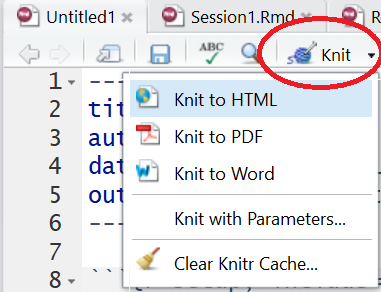 Untitled1 × Session1.Rmd × R
ABC Knit
1 ---
2 tit
3 aut
4 dat
5 out
6 ---
7
8 ```{
Knit to HTML
Knit to PDF
Knit to Word
Knit with Parameters...
Clear Knitr Cache...